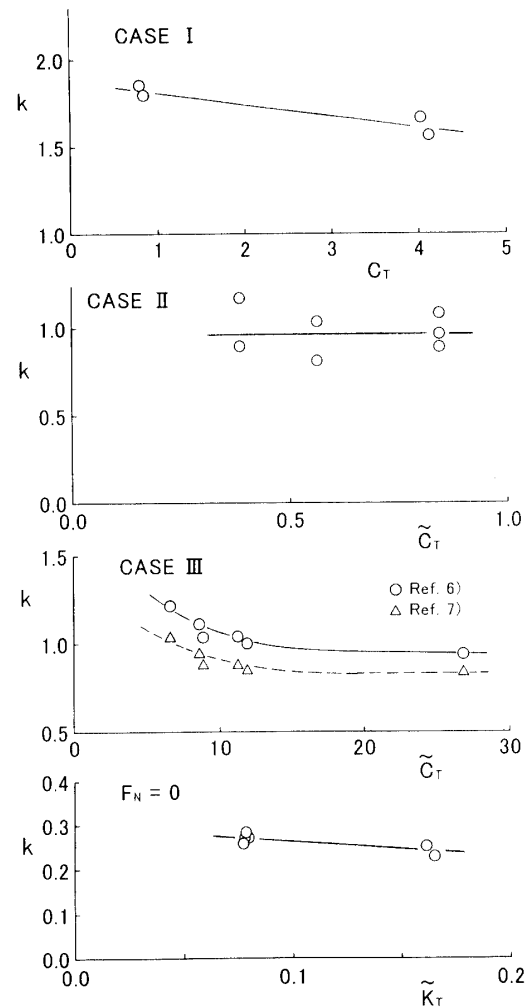 CASE Ⅰ
2.0
k
1.5
1.0
0 1 2 3 4 5
C_T
CASE Ⅱ
1.0
k
0.5
0.0
0.0 0.5 1.0
C̃_T
1.5
CASE Ⅲ
k
○ Ref. 6)
△ Ref. 7)
1.0
0.5
0 10 20 30
C̃_T
0.4
F_N = 0
0.3
k
0.2
0.1
0.0
0.0 0.1 0.2
K̃_T